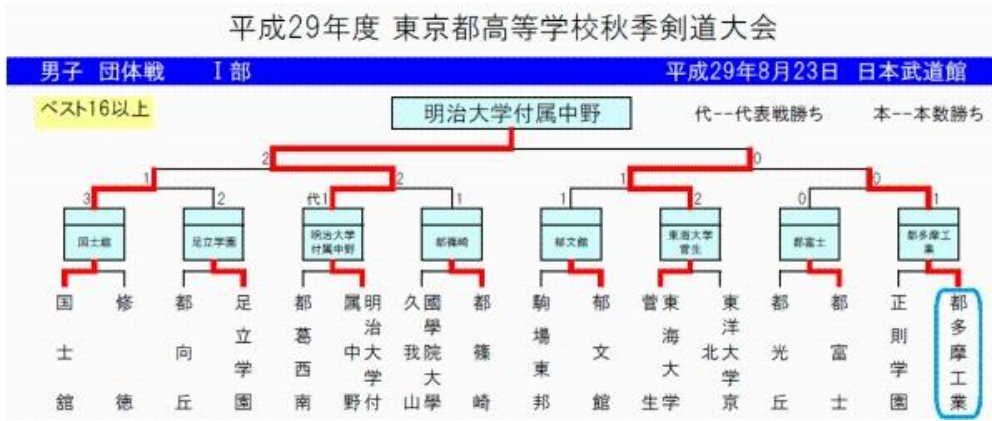 平成29年度 東京都高等学校秋季剣道大会
男子 団体戦 Ⅰ部 平成29年8月23日 日本武道館
ベスト16以上
明治大学付属中野
代--代表戦勝ち 本--本数勝ち
2 0
1 2 1 0
3 2 代1 1 1 2 0 1
国士舘
足立学園
明治大学
付属中野
都篠崎
郁文館
東海大学
菅生
都富士
都多摩工
業
国士舘
修徳
都向丘
足立学園
都葛西南
明治大学付
属中野
國學院大學
久我山
都篠崎
駒場東邦
郁文館
東海大学
菅生
東洋大学京
北
都光丘
都富士
正則学園
都多摩工業